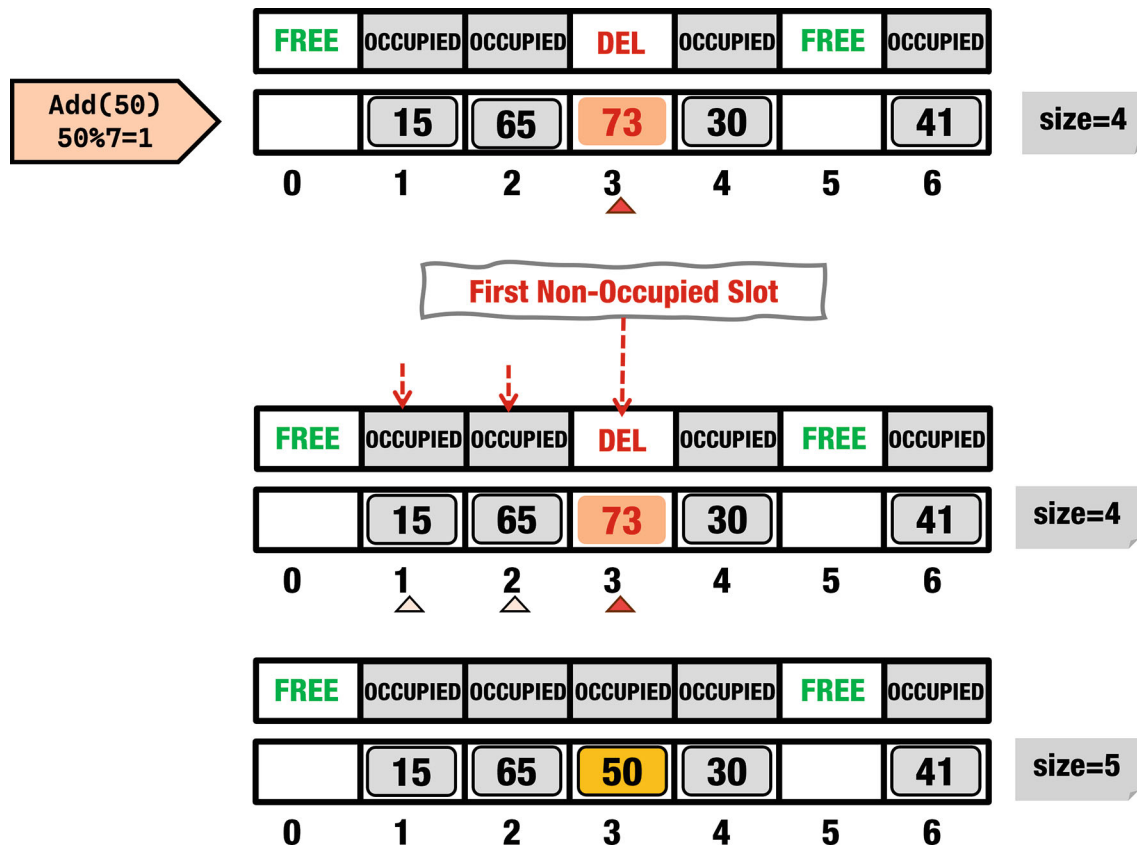 FREE OCCUPIED OCCUPIED DEL OCCUPIED FREE OCCUPIED
Add(50)
50%7=1
15 65 73 30 41
size=4
0 1 2 3 4 5 6
First Non-Occupied Slot
FREE OCCUPIED OCCUPIED DEL OCCUPIED FREE OCCUPIED
15 65 73 30 41
size=4
0 1 2 3 4 5 6
FREE OCCUPIED OCCUPIED OCCUPIED OCCUPIED FREE OCCUPIED
15 65 50 30 41
size=5
0 1 2 3 4 5 6